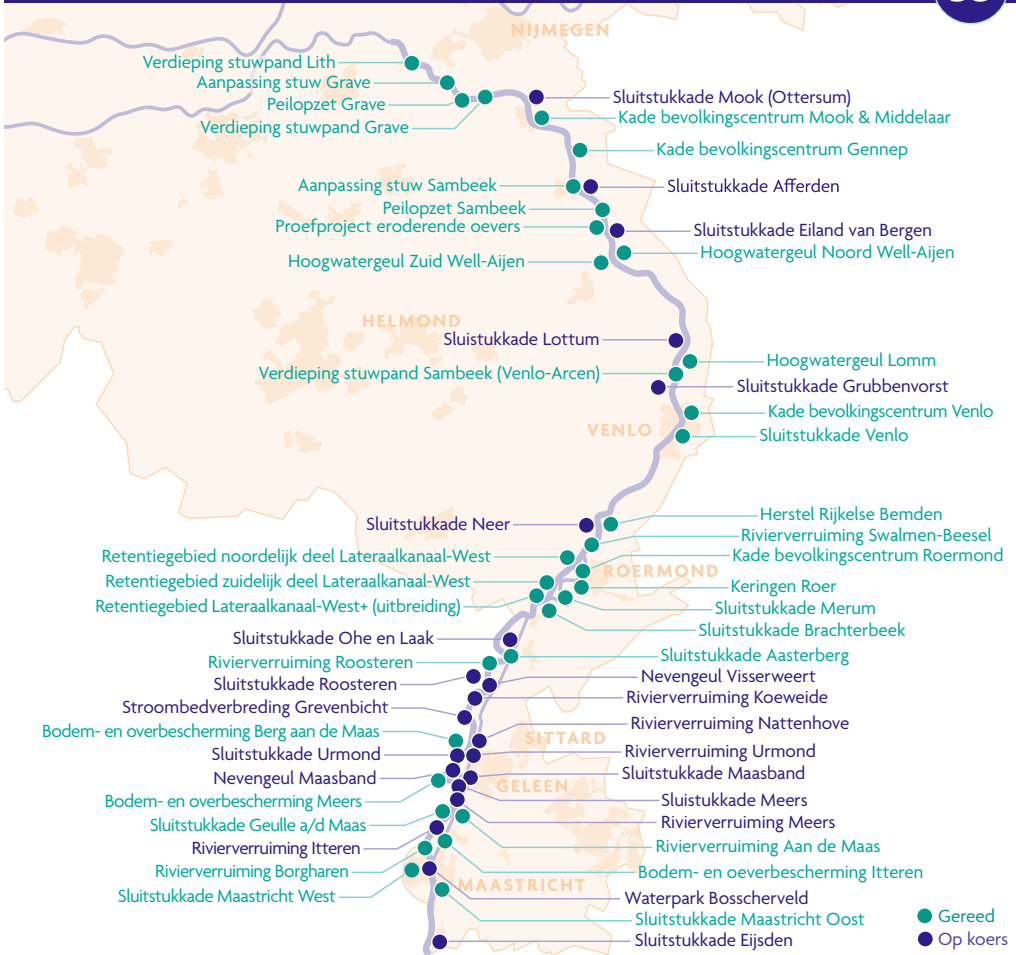 NIJMEGEN
Verdieping stuwpand Lith
Aanpassing stuw Grave
Peilopzet Grave
Verdieping stuwpand Grave
Sluitstukkade Mook (Ottersum)
Kade bevolkingscentrum Mook & Middelaar
Kade bevolkingscentrum Gennep
Aanpassing stuw Sambeek
Sluitstukkade Afferden
Peilopzet Sambeek
Proefproject eroderende oevers
Sluitstukkade Eiland van Bergen
Hoogwatergeul Zuid Well-Aijen
Hoogwatergeul Noord Well-Aijen
HELMOND
Sluistukkade Lottum
Hoogwatergeul Lomm
Verdieping stuwpand Sambeek (Venlo-Arcen)
Sluitstukkade Grubbenvorst
Kade bevolkingscentrum Venlo
VENLO
Sluitstukkade Venlo
Sluitstukkade Neer
Herstel Rijkelse Bemden
Rivierverruiming Swalmen-Beesel
Retentiegebied noordelijk deel Lateraalkanaal-West
Kade bevolkingscentrum Roermond
ROERMOND
Retentiegebied zuidelijk deel Lateraalkanaal-West
Keringen Roer
Retentiegebied Lateraalkanaal-West+ (uitbreiding)
Sluitstukkade Merum
Sluitstukkade Brachterbeek
Sluitstukkade Ohe en Laak
Sluitstukkade Aasterberg
Rivierverruiming Roosteren
Nevengeul Visserweert
Sluitstukkade Roosteren
Rivierverruiming Koeweide
Stroombedverbreding Grevenbicht
Rivierverruiming Nattenhove
Bodem- en overbescherming Berg aan de Maas
SITTARD
Sluitstukkade Urmond
Rivierverruiming Urmond
Nevengeul Maasband
Sluitstukkade Maasband
GELEEN
Bodem- en overbescherming Meers
Sluistukkade Meers
Sluitstukkade Geulle a/d Maas
Rivierverruiming Meers
Rivierverruiming Itteren
Rivierverruiming Aan de Maas
Rivierverruiming Borgharen
Bodem- en oeverbescherming Itteren
MAASTRICHT
Sluitstukkade Maastricht West
Waterpark Bosscherveld
Sluitstukkade Maastricht Oost
Sluitstukkade Eijsden
Gereed
Op koers